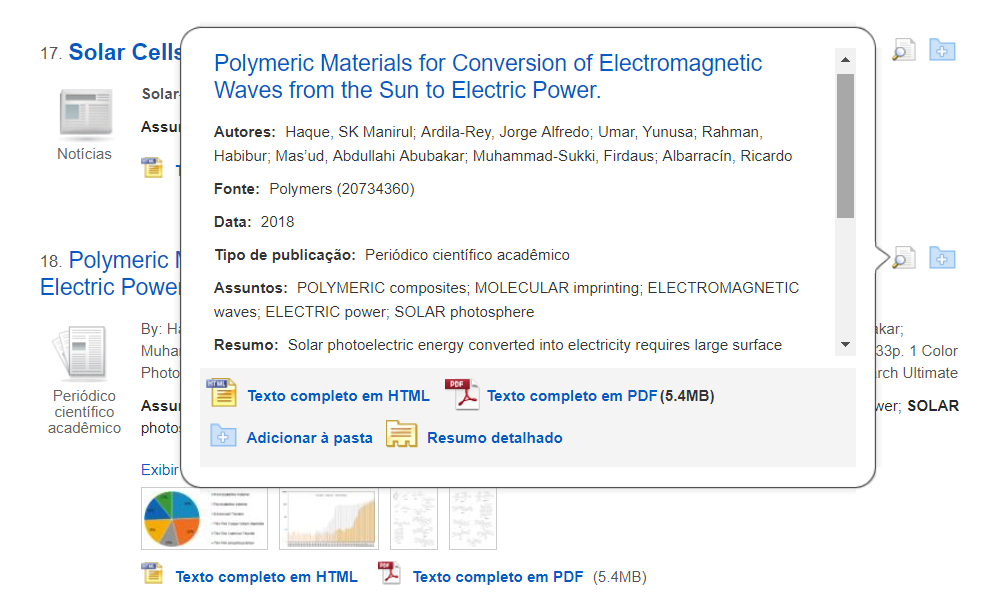 17. Solar Cells
Solar
Assun
Notícias
Polymeric Materials for Conversion of Electromagnetic
Waves from the Sun to Electric Power.
Autores: Haque, SK Manirul; Ardila-Rey, Jorge Alfredo; Umar, Yunusa; Rahman,
Habibur; Mas'ud, Abdullahi Abubakar; Muhammad-Sukki, Firdaus; Albarracín, Ricardo
Fonte: Polymers (20734360)
Data: 2018
Tipo de publicação: Periódico científico acadêmico
Assuntos: POLYMERIC composites; MOLECULAR imprinting; ELECTROMAGNETIC
waves; ELECTRIC power; SOLAR photosphere
Resumo: Solar photoelectric energy converted into electricity requires large surface
HTML Texto completo em HTML PDF Texto completo em PDF (5.4MB)
Adicionar à pasta Resumo detalhado
18. Polymeric M
Electric Power
By: Ha
Muhar
Photo
akar;
33p. 1 Color
rch Ultimate
Assun
wer; SOLAR
photos
Periódico
científico
acadêmico
Exibir
HTML Texto completo em HTML PDF Texto completo em PDF (5.4MB)